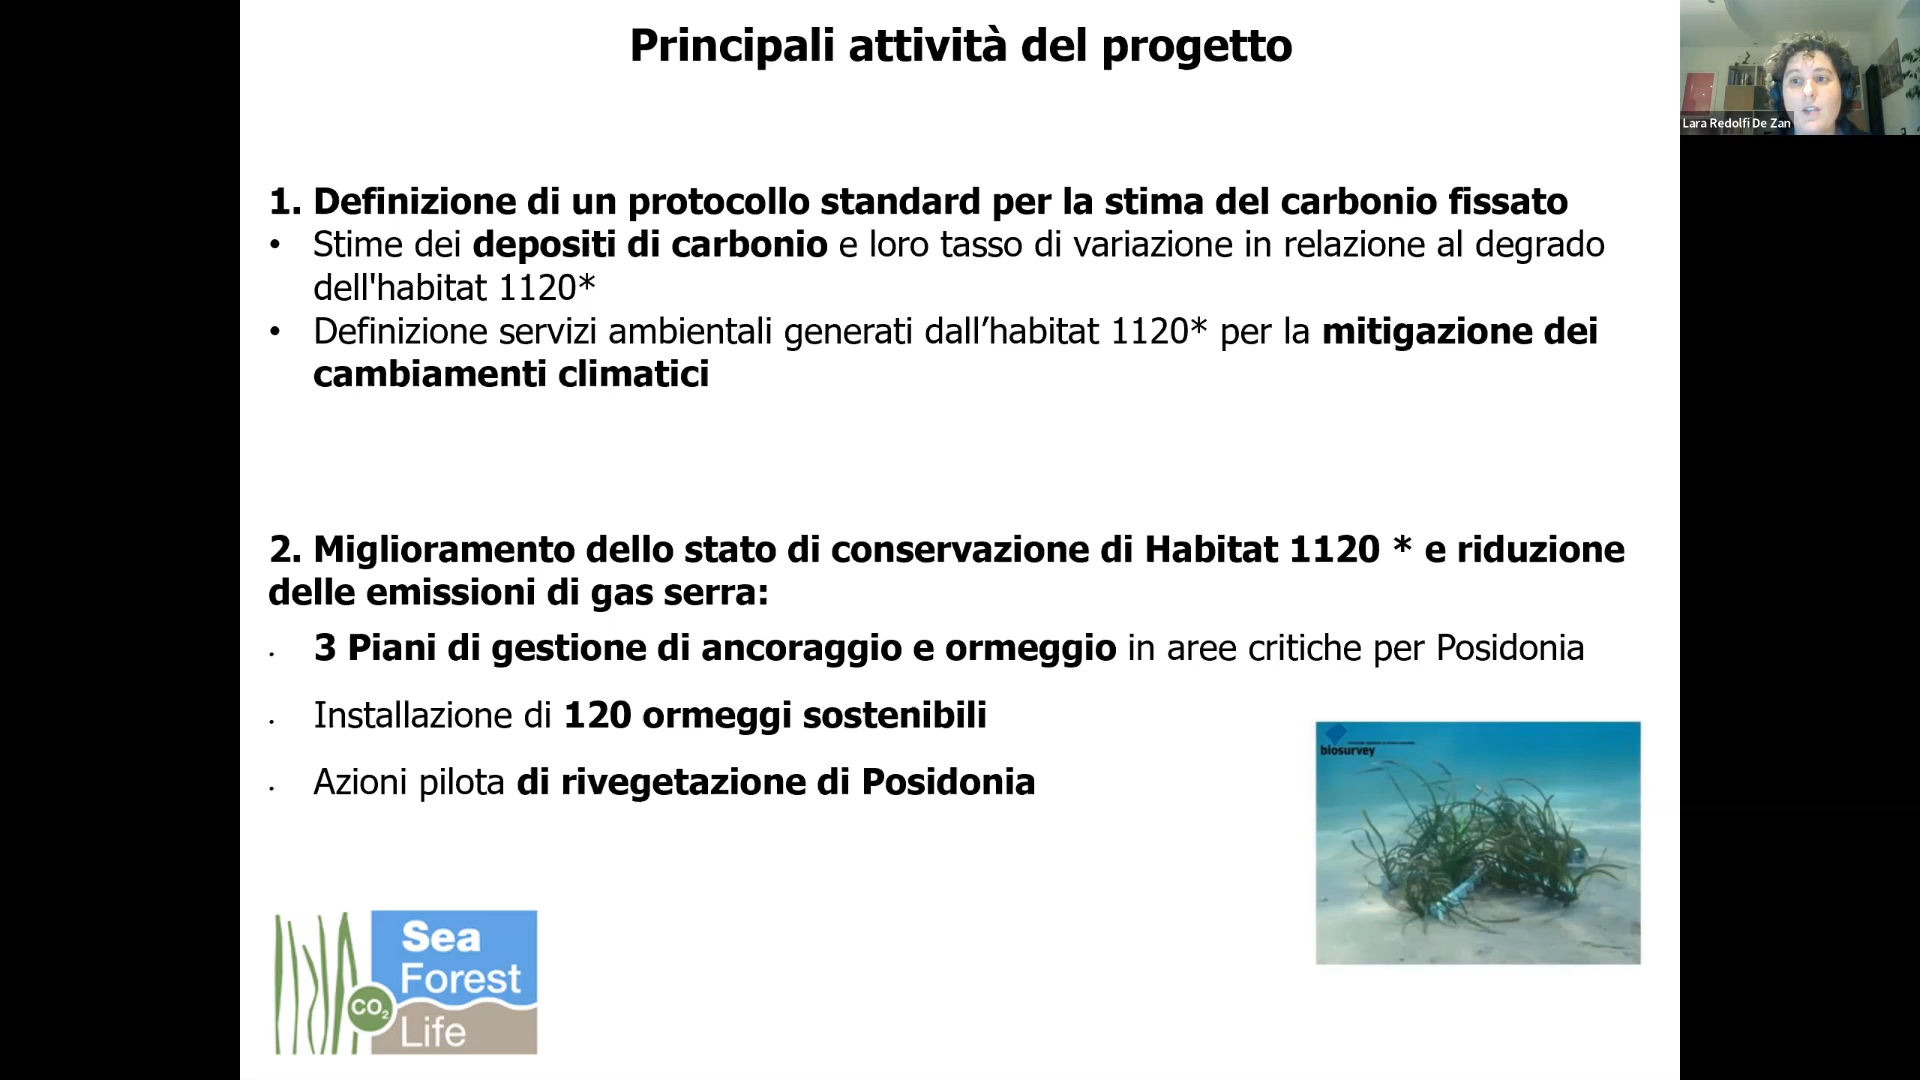 Principali attività del progetto
Lara Redolfi De Zan
1. Definizione di un protocollo standard per la stima del carbonio fissato
• Stime dei depositi di carbonio e loro tasso di variazione in relazione al degrado
dell'habitat 1120*
• Definizione servizi ambientali generati dall’habitat 1120* per la mitigazione dei
cambiamenti climatici
2. Miglioramento dello stato di conservazione di Habitat 1120 * e riduzione
delle emissioni di gas serra:
· 3 Piani di gestione di ancoraggio e ormeggio in aree critiche per Posidonia
· Installazione di 120 ormeggi sostenibili
· Azioni pilota di rivegetazione di Posidonia
biosurvey
Sea
Forest
CO₂
Life